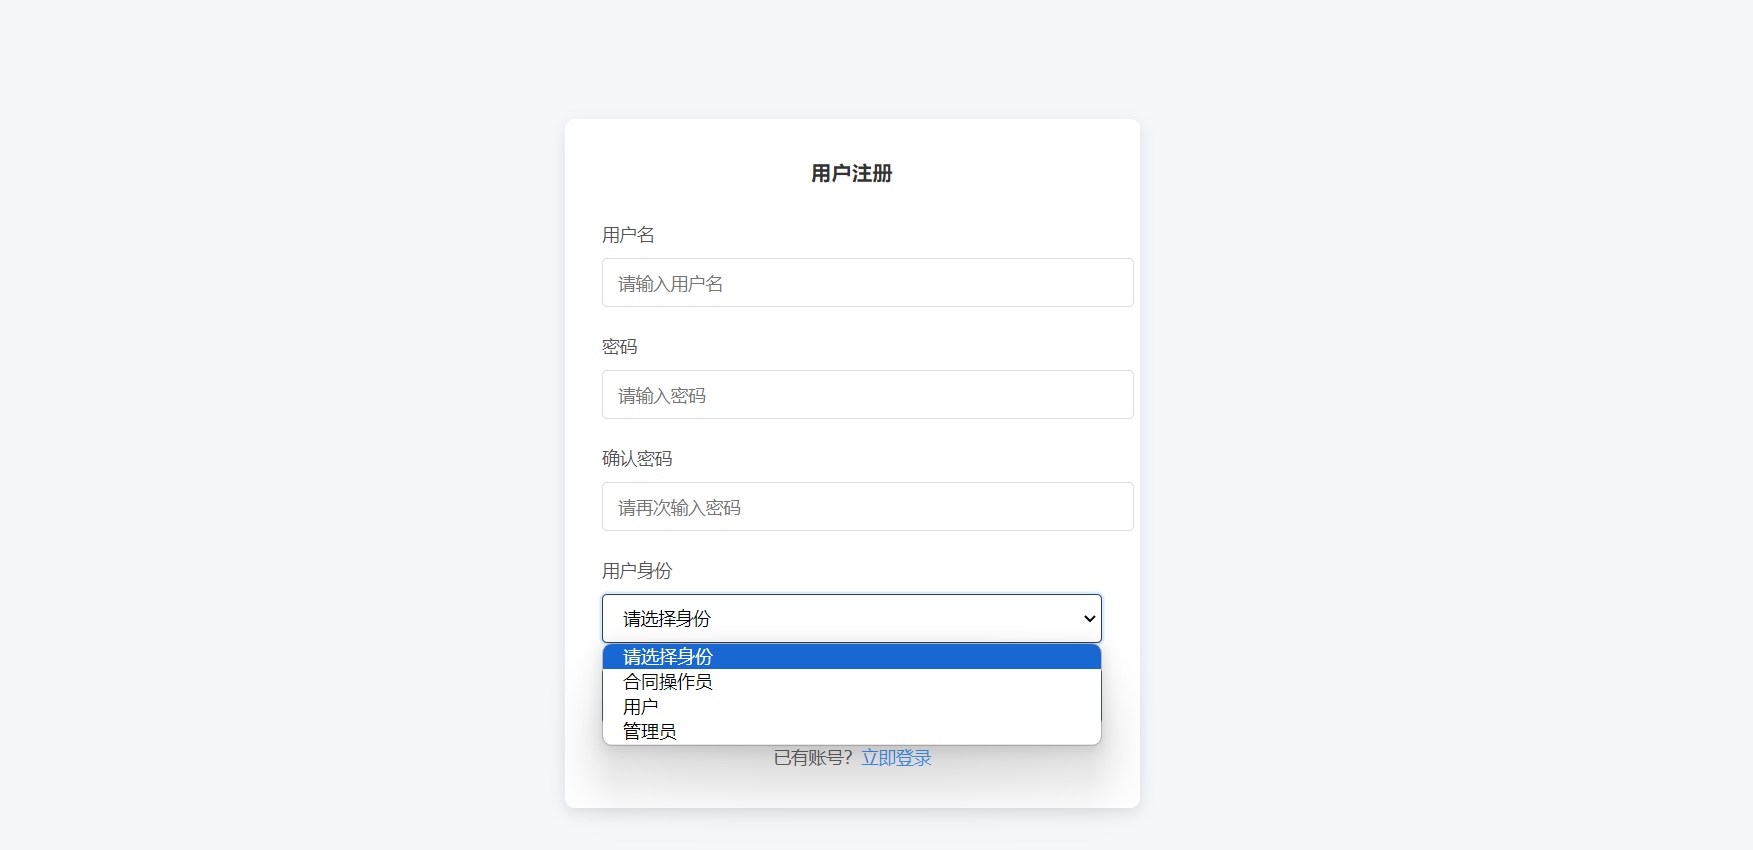 用户注册
用户名
请输入用户名
密码
请输入密码
确认密码
请再次输入密码
用户身份
请选择身份
请选择身份
合同操作员
用户
管理员
已有账号？立即登录